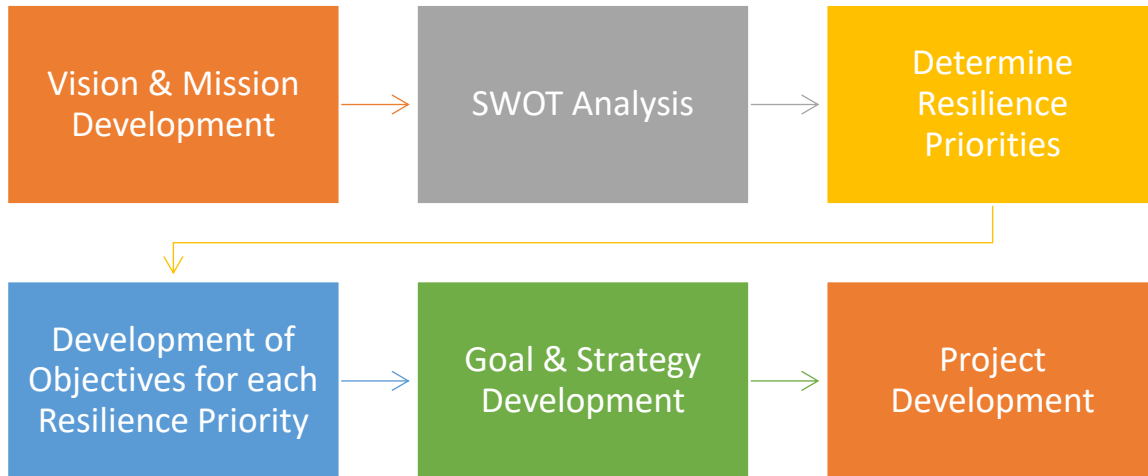 Vision & Mission
Development
SWOT Analysis
Determine
Resilience
Priorities
Development of
Objectives for each
Resilience Priority
Goal & Strategy
Development
Project
Development